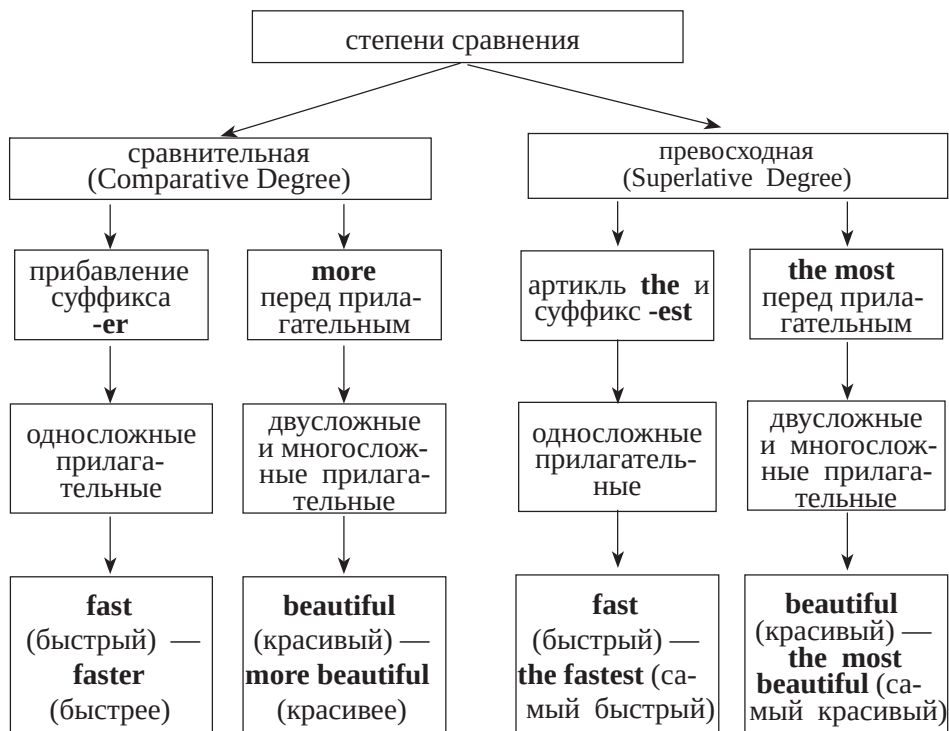 степени сравнения
сравнительная
(Comparative Degree)
превосходная
(Superlative Degree)
прибавление
суффикса
-er
more
перед прила-
гательным
артикль the и
суффикс -est
the most
перед прила-
гательным
односложные
прилага-
тельные
двусложные
и многослож-
ные прилага-
тельные
односложные
прилагатель-
ные
двусложные
и многослож-
ные прилага-
тельные
fast
(быстрый) —
faster
(быстрее)
beautiful
(красивый) —
more beautiful
(красивее)
fast
(быстрый) —
the fastest (са-
мый быстрый)
beautiful
(красивый) —
the most
beautiful (са-
мый красивый)